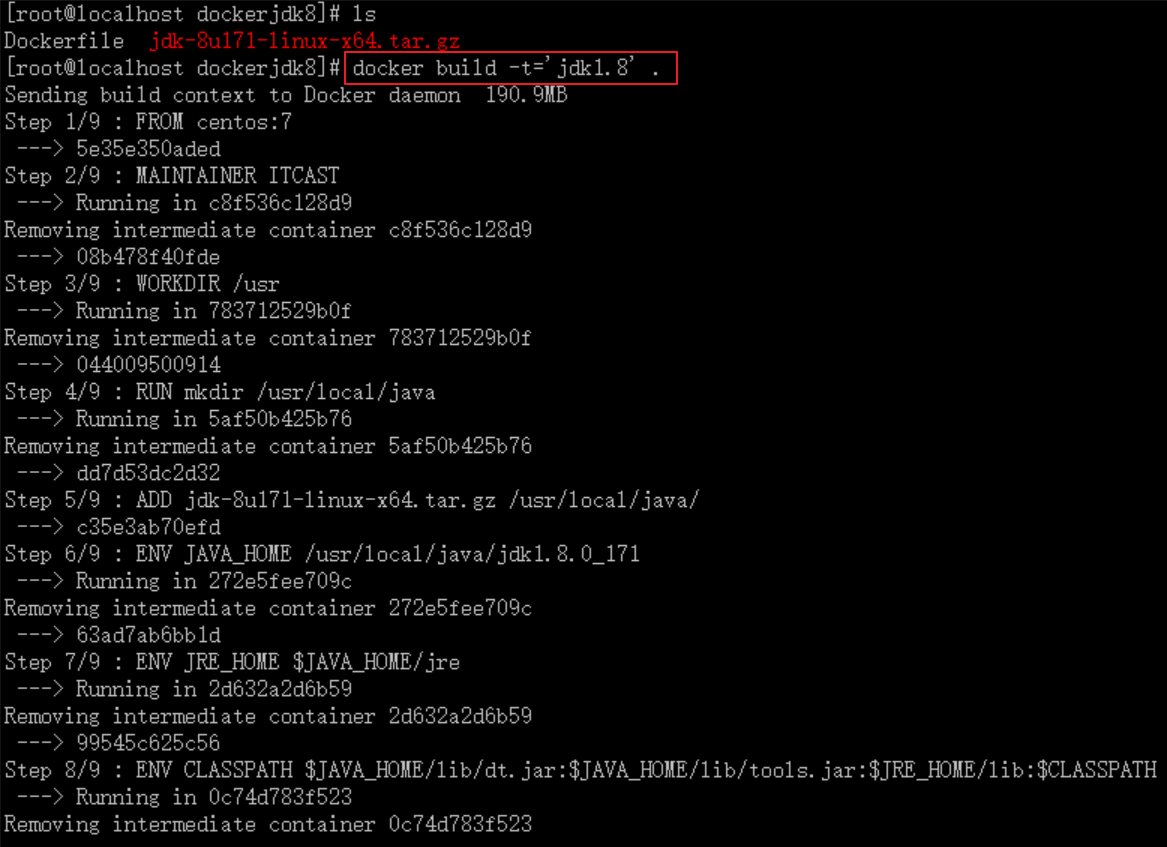 [root@localhost dockerjdk8]# ls
Dockerfile  jdk-8u171-linux-x64.tar.gz
[root@localhost dockerjdk8]# docker build -t='jdk1.8' .
Sending build context to Docker daemon  190.9MB
Step 1/9 : FROM centos:7
 ---> 5e35e350aded
Step 2/9 : MAINTAINER ITCAST
 ---> Running in c8f536c128d9
Removing intermediate container c8f536c128d9
 ---> 08b478f40fde
Step 3/9 : WORKDIR /usr
 ---> Running in 783712529b0f
Removing intermediate container 783712529b0f
 ---> 044009500914
Step 4/9 : RUN mkdir /usr/local/java
 ---> Running in 5af50b425b76
Removing intermediate container 5af50b425b76
 ---> dd7d53dc2d32
Step 5/9 : ADD jdk-8u171-linux-x64.tar.gz /usr/local/java/
 ---> c35e3ab70efd
Step 6/9 : ENV JAVA_HOME /usr/local/java/jdk1.8.0_171
 ---> Running in 272e5fee709c
Removing intermediate container 272e5fee709c
 ---> 63ad7ab6bb1d
Step 7/9 : ENV JRE_HOME $JAVA_HOME/jre
 ---> Running in 2d632a2d6b59
Removing intermediate container 2d632a2d6b59
 ---> 99545c625c56
Step 8/9 : ENV CLASSPATH $JAVA_HOME/lib/dt.jar:$JAVA_HOME/lib/tools.jar:$JRE_HOME/lib:$CLASSPATH
 ---> Running in 0c74d783f523
Removing intermediate container 0c74d783f523